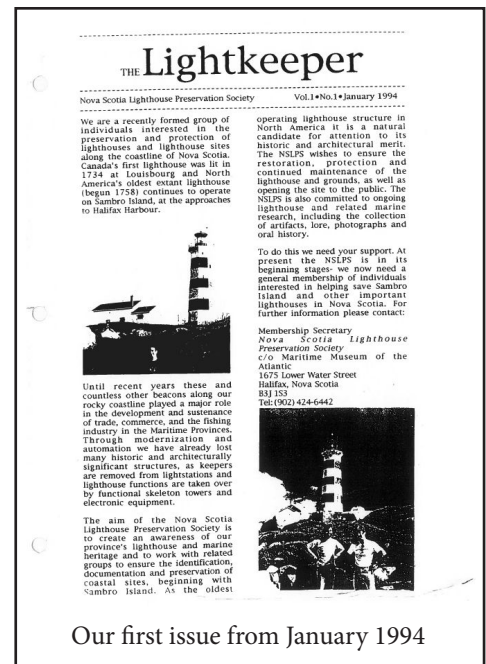 THE Lightkeeper
Nova Scotia Lighthouse Preservation Society
Vol.1•No.1•January 1994
We are a recently formed group of
individuals interested in the
preservation and protection of
lighthouses and lighthouse sites
along the coastline of Nova Scotia.
Canada's first lighthouse was lit in
1734 at Louisbourg and North
America's oldest extant lighthouse
(begun 1758) continues to operate
on Sambro Island, at the approaches
to Halifax Harbour.
Until recent years these and
countless other beacons along our
rocky coastline played a major role
in the development and sustenance
of trade, commerce, and the fishing
industry in the Maritime Provinces.
Through modernization and
automation we have already lost
many historic and architecturally
significant structures, as keepers
are removed from lightstations and
lighthouse functions are taken over
by functional skeleton towers and
electronic equipment.
The aim of the Nova Scotia
Lighthouse Preservation Society is
to create an awareness of our
province's lighthouse and marine
heritage and to work with related
groups to ensure the identification,
documentation and preservation of
coastal sites, beginning with
Sambro Island. As the oldest
operating lighthouse structure in
North America it is a natural
candidate for attention to its
historic and architectural merit.
The NSLPS wishes to ensure the
restoration, protection and
continued maintenance of the
lighthouse and grounds, as well as
opening the site to the public. The
NSLPS is also committed to ongoing
lighthouse and related marine
research, including the collection
of artifacts, lore, photographs and
oral history.
To do this we need your support. At
present the NSLPS is in its
beginning stages- we now need a
general membership of individuals
interested in helping save Sambro
Island and other important
lighthouses in Nova Scotia. For
further information please contact:
Membership Secretary
Nova Scotia Lighthouse
Preservation Society
c/o Maritime Museum of the
Atlantic
1675 Lower Water Street
Halifax, Nova Scotia
B3J 1S3
Tel:(902) 424-6442
Our first issue from January 1994